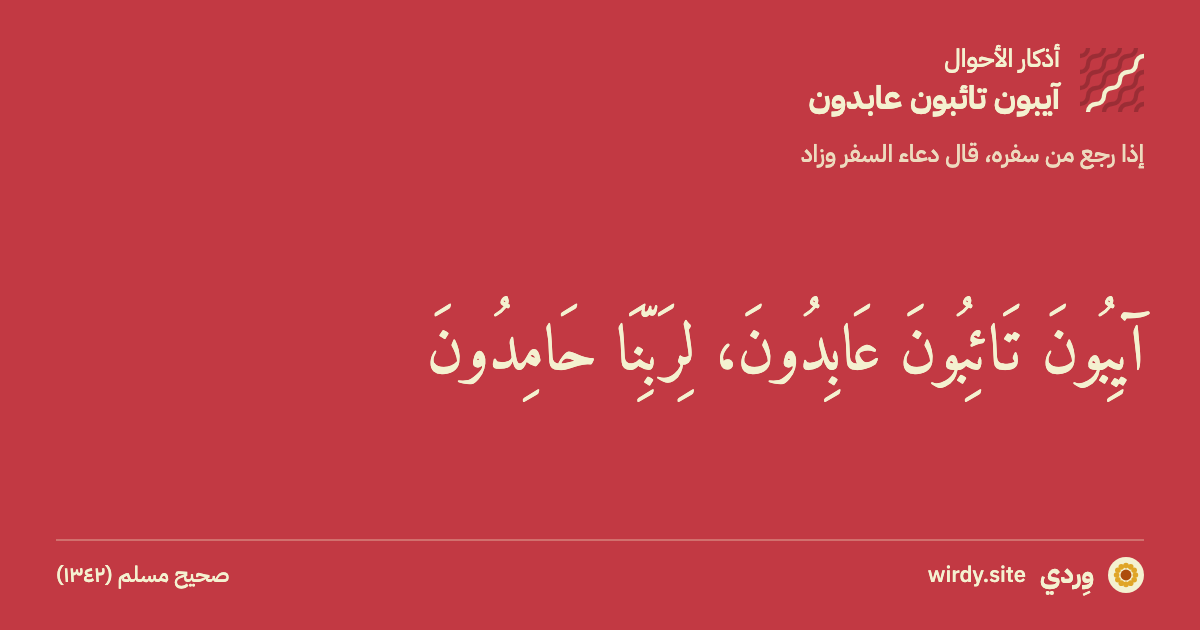 أذكار الأحوال
آيبون تائبون عابدون
إذا رجع من سفره، قال دعاء السفر وزاد
آيِبُونَ تَائِبُونَ عَابِدُونَ، لِرَبِّنَا حَامِدُونَ
وِردي wirdy.site
صحيح مسلم (١٣٤٢)